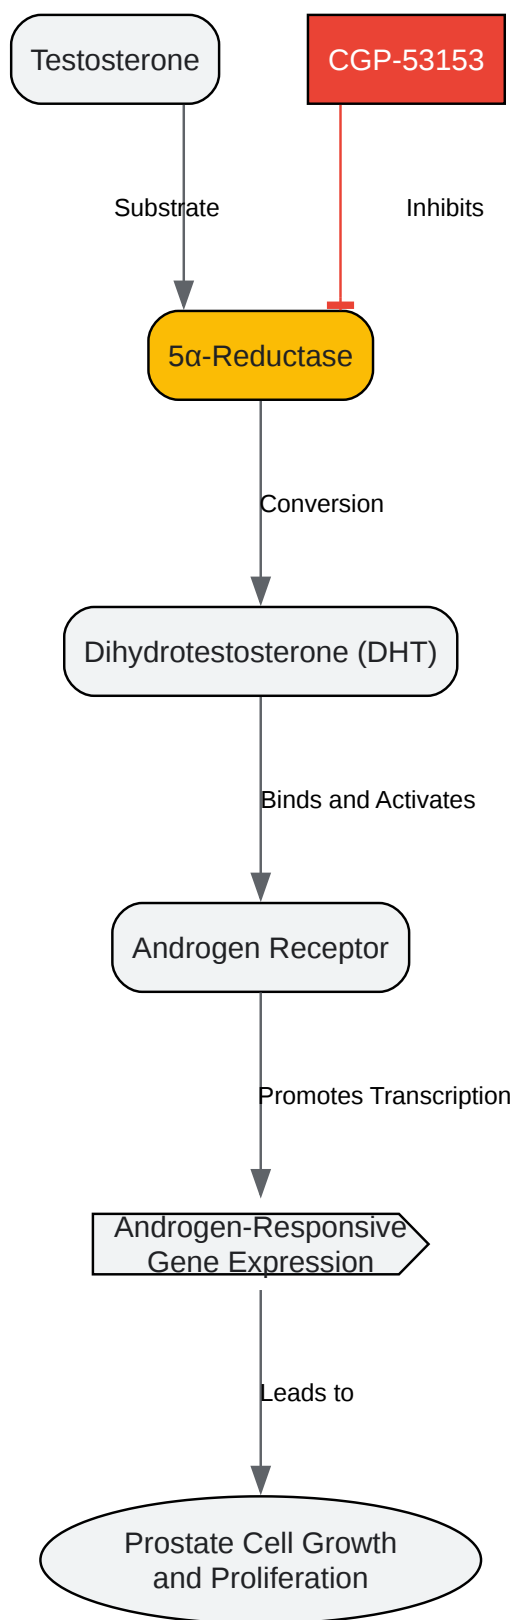 Testosterone
CGP-53153
Substrate
Inhibits
5α-Reductase
Conversion
Dihydrotestosterone (DHT)
Binds and Activates
Androgen Receptor
Promotes Transcription
Androgen-Responsive
Gene Expression
Leads to
Prostate Cell Growth
and Proliferation